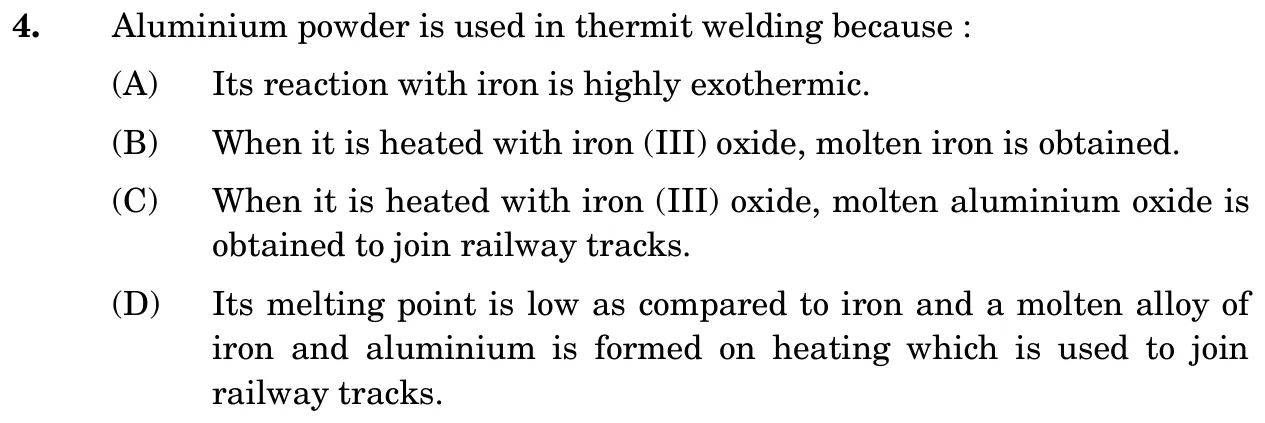 4. Aluminium powder is used in thermit welding because :
(A) Its reaction with iron is highly exothermic.
(B) When it is heated with iron (III) oxide, molten iron is obtained.
(C) When it is heated with iron (III) oxide, molten aluminium oxide is
obtained to join railway tracks.
(D) Its melting point is low as compared to iron and a molten alloy of
iron and aluminium is formed on heating which is used to join
railway tracks.